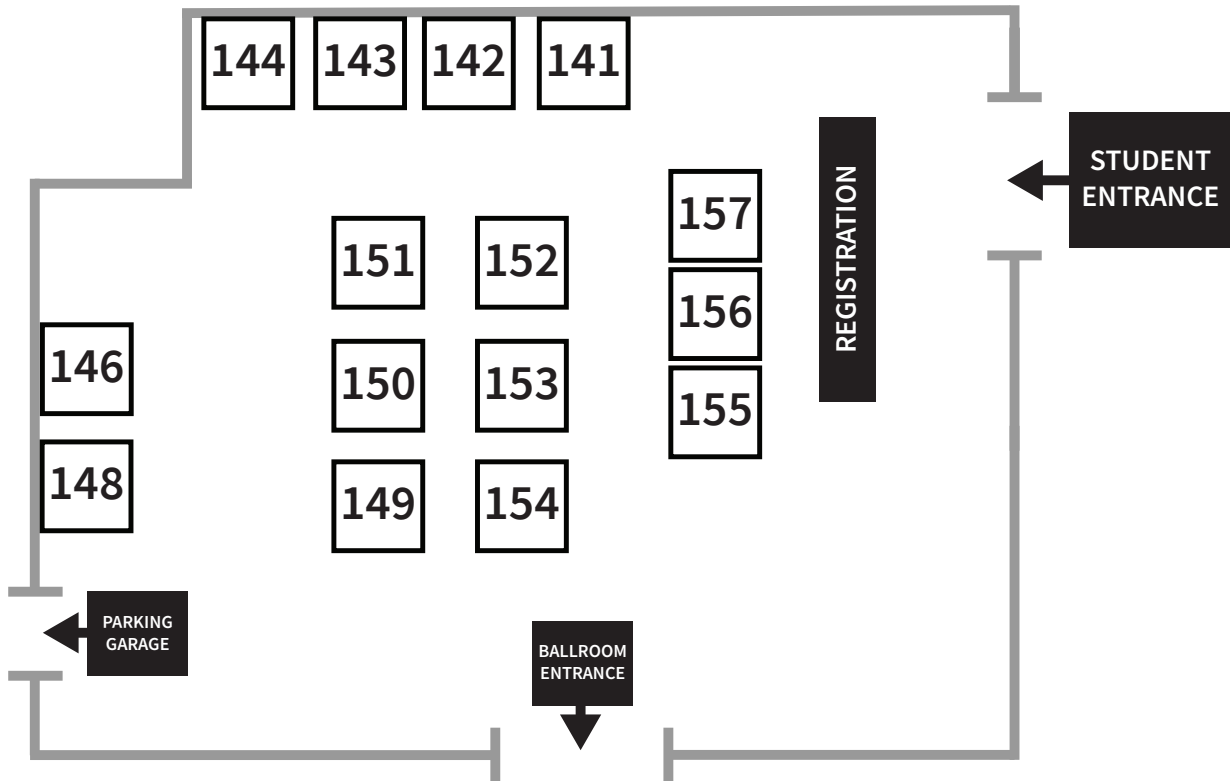 144 143 142 141
STUDENT
ENTRANCE
REGISTRATION
157
151 152
156
146
150 153
155
148
149 154
PARKING
GARAGE
BALLROOM
ENTRANCE